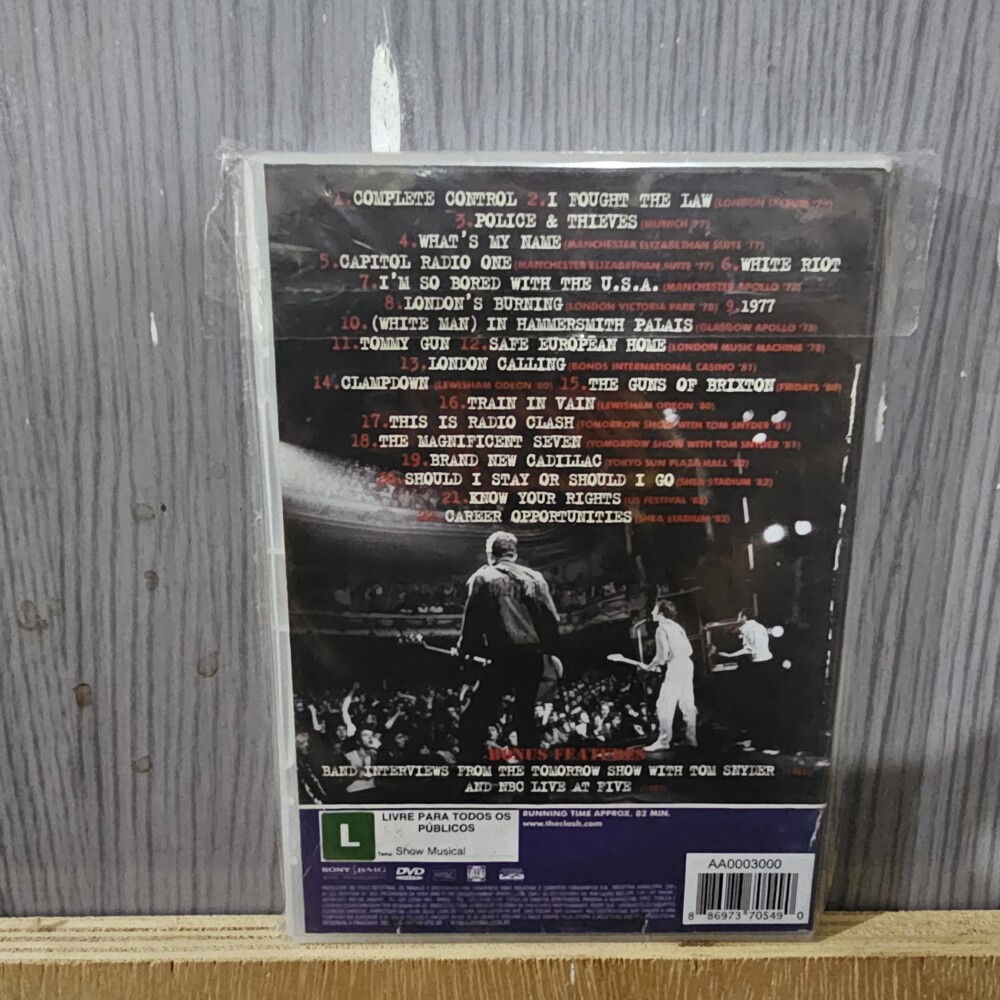 1.COMPLETE CONTROL 2.I FOUGHT THE LAW (LONDON LYCEUM '79)
3.POLICE & THIEVES (MUNICH '77)
4.WHAT'S MY NAME (MANCHESTER ELIZABETHAN SUITE '77)
5.CAPITOL RADIO ONE (MANCHESTER ELIZABETHAN SUITE '77) 6.WHITE RIOT
7.I'M SO BORED WITH THE U.S.A. (MANCHESTER APOLLO '78)
8.LONDON'S BURNING (LONDON VICTORIA PARK '78) 9.1977
10.(WHITE MAN) IN HAMMERSMITH PALAIS (GLASGOW APOLLO '78)
11.TOMMY GUN 12.SAFE EUROPEAN HOME (LONDON MUSIC MACHINE '78)
13.LONDON CALLING (BONDS INTERNATIONAL CASINO '81)
14.CLAMPDOWN (LEWISHAM ODEON '80) 15.THE GUNS OF BRIXTON (FRIDAYS '80)
16.TRAIN IN VAIN (LEWISHAM ODEON '80)
17.THIS IS RADIO CLASH (TOMORROW SHOW WITH TOM SNYDER '81)
18.THE MAGNIFICENT SEVEN (TOMORROW SHOW WITH TOM SNYDER '81)
19.BRAND NEW CADILLAC (TOKYO SUN PLAZA HALL '82)
20.SHOULD I STAY OR SHOULD I GO (SHEA STADIUM '82)
21.KNOW YOUR RIGHTS (US FESTIVAL '83)
22.CAREER OPPORTUNITIES (SHEA STADIUM '82)
BONUS FEATURES
BAND INTERVIEWS FROM THE TOMORROW SHOW WITH TOM SNYDER
AND NBC LIVE AT FIVE
L
LIVRE PARA TODOS OS
PÚBLICOS
Tema: Show Musical
RUNNING TIME APPROX. 82 MIN.
www.theclash.com
SONY BMG
DVD
AA0003000
8 86973 70549 0